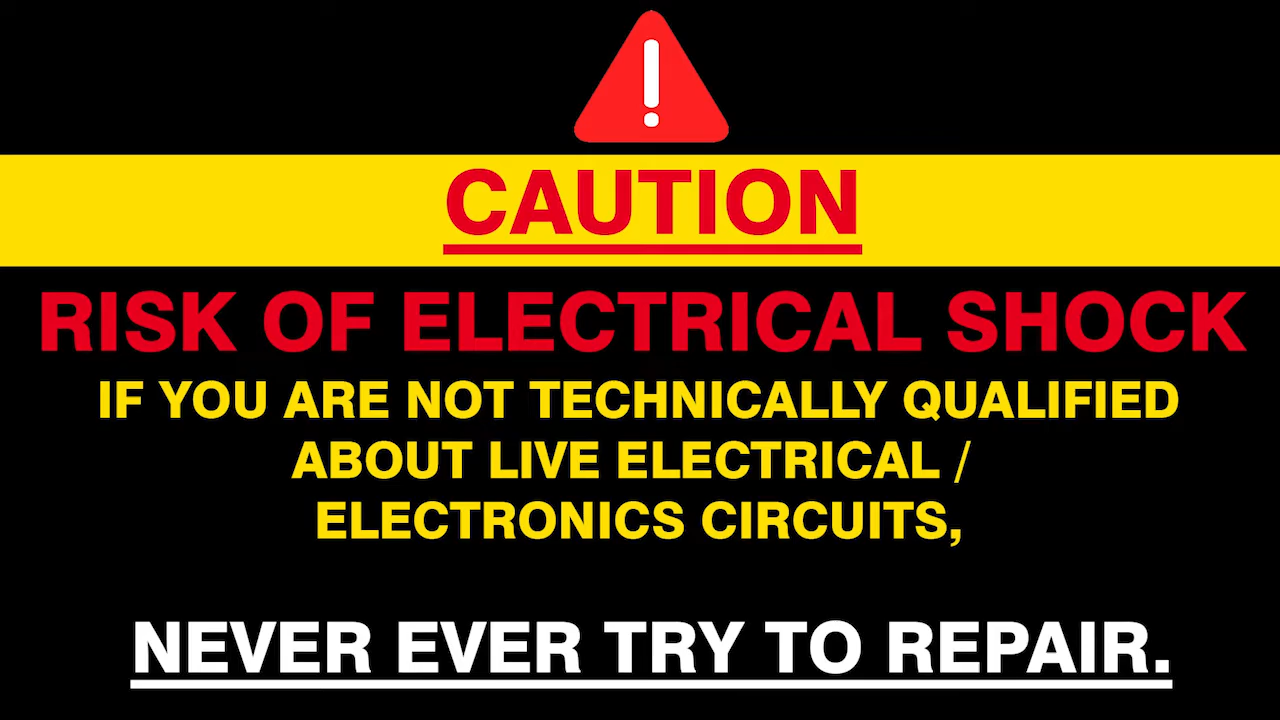 CAUTION
RISK OF ELECTRICAL SHOCK
IF YOU ARE NOT TECHNICALLY QUALIFIED
ABOUT LIVE ELECTRICAL /
ELECTRONICS CIRCUITS,
NEVER EVER TRY TO REPAIR.